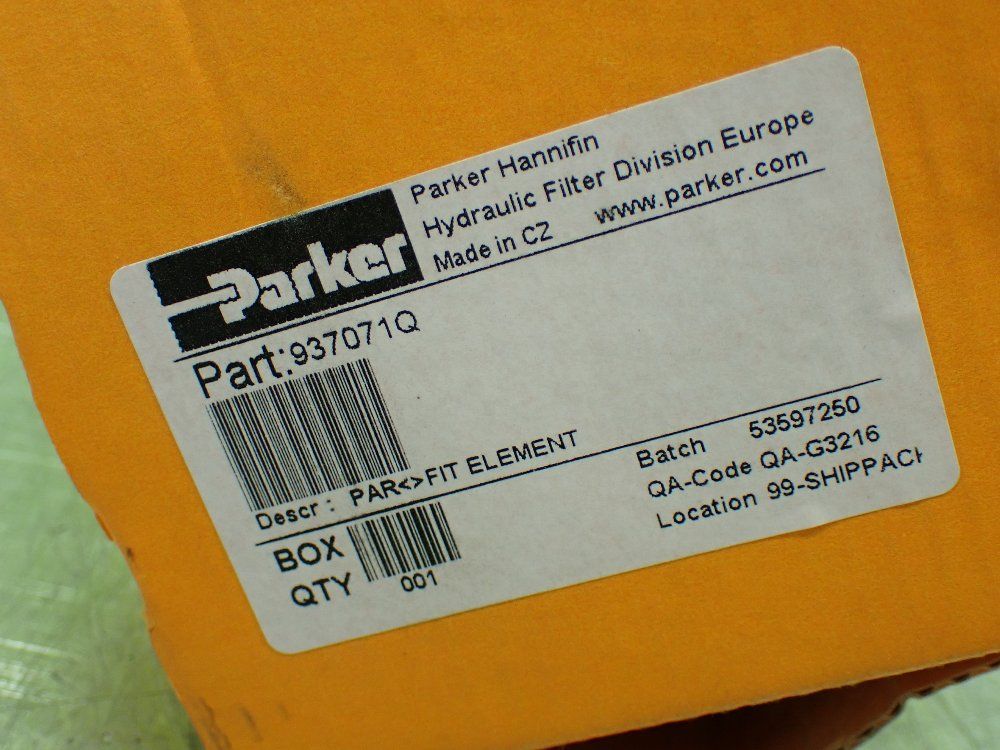 Parker
Parker Hannifin
Hydraulic Filter Division Europe
Made in CZ www.parker.com
Part:937071Q
Descr : PAR<>FIT ELEMENT
BOX
QTY
001
Batch 53597250
QA-Code QA-G3216
Location 99-SHIPPACK